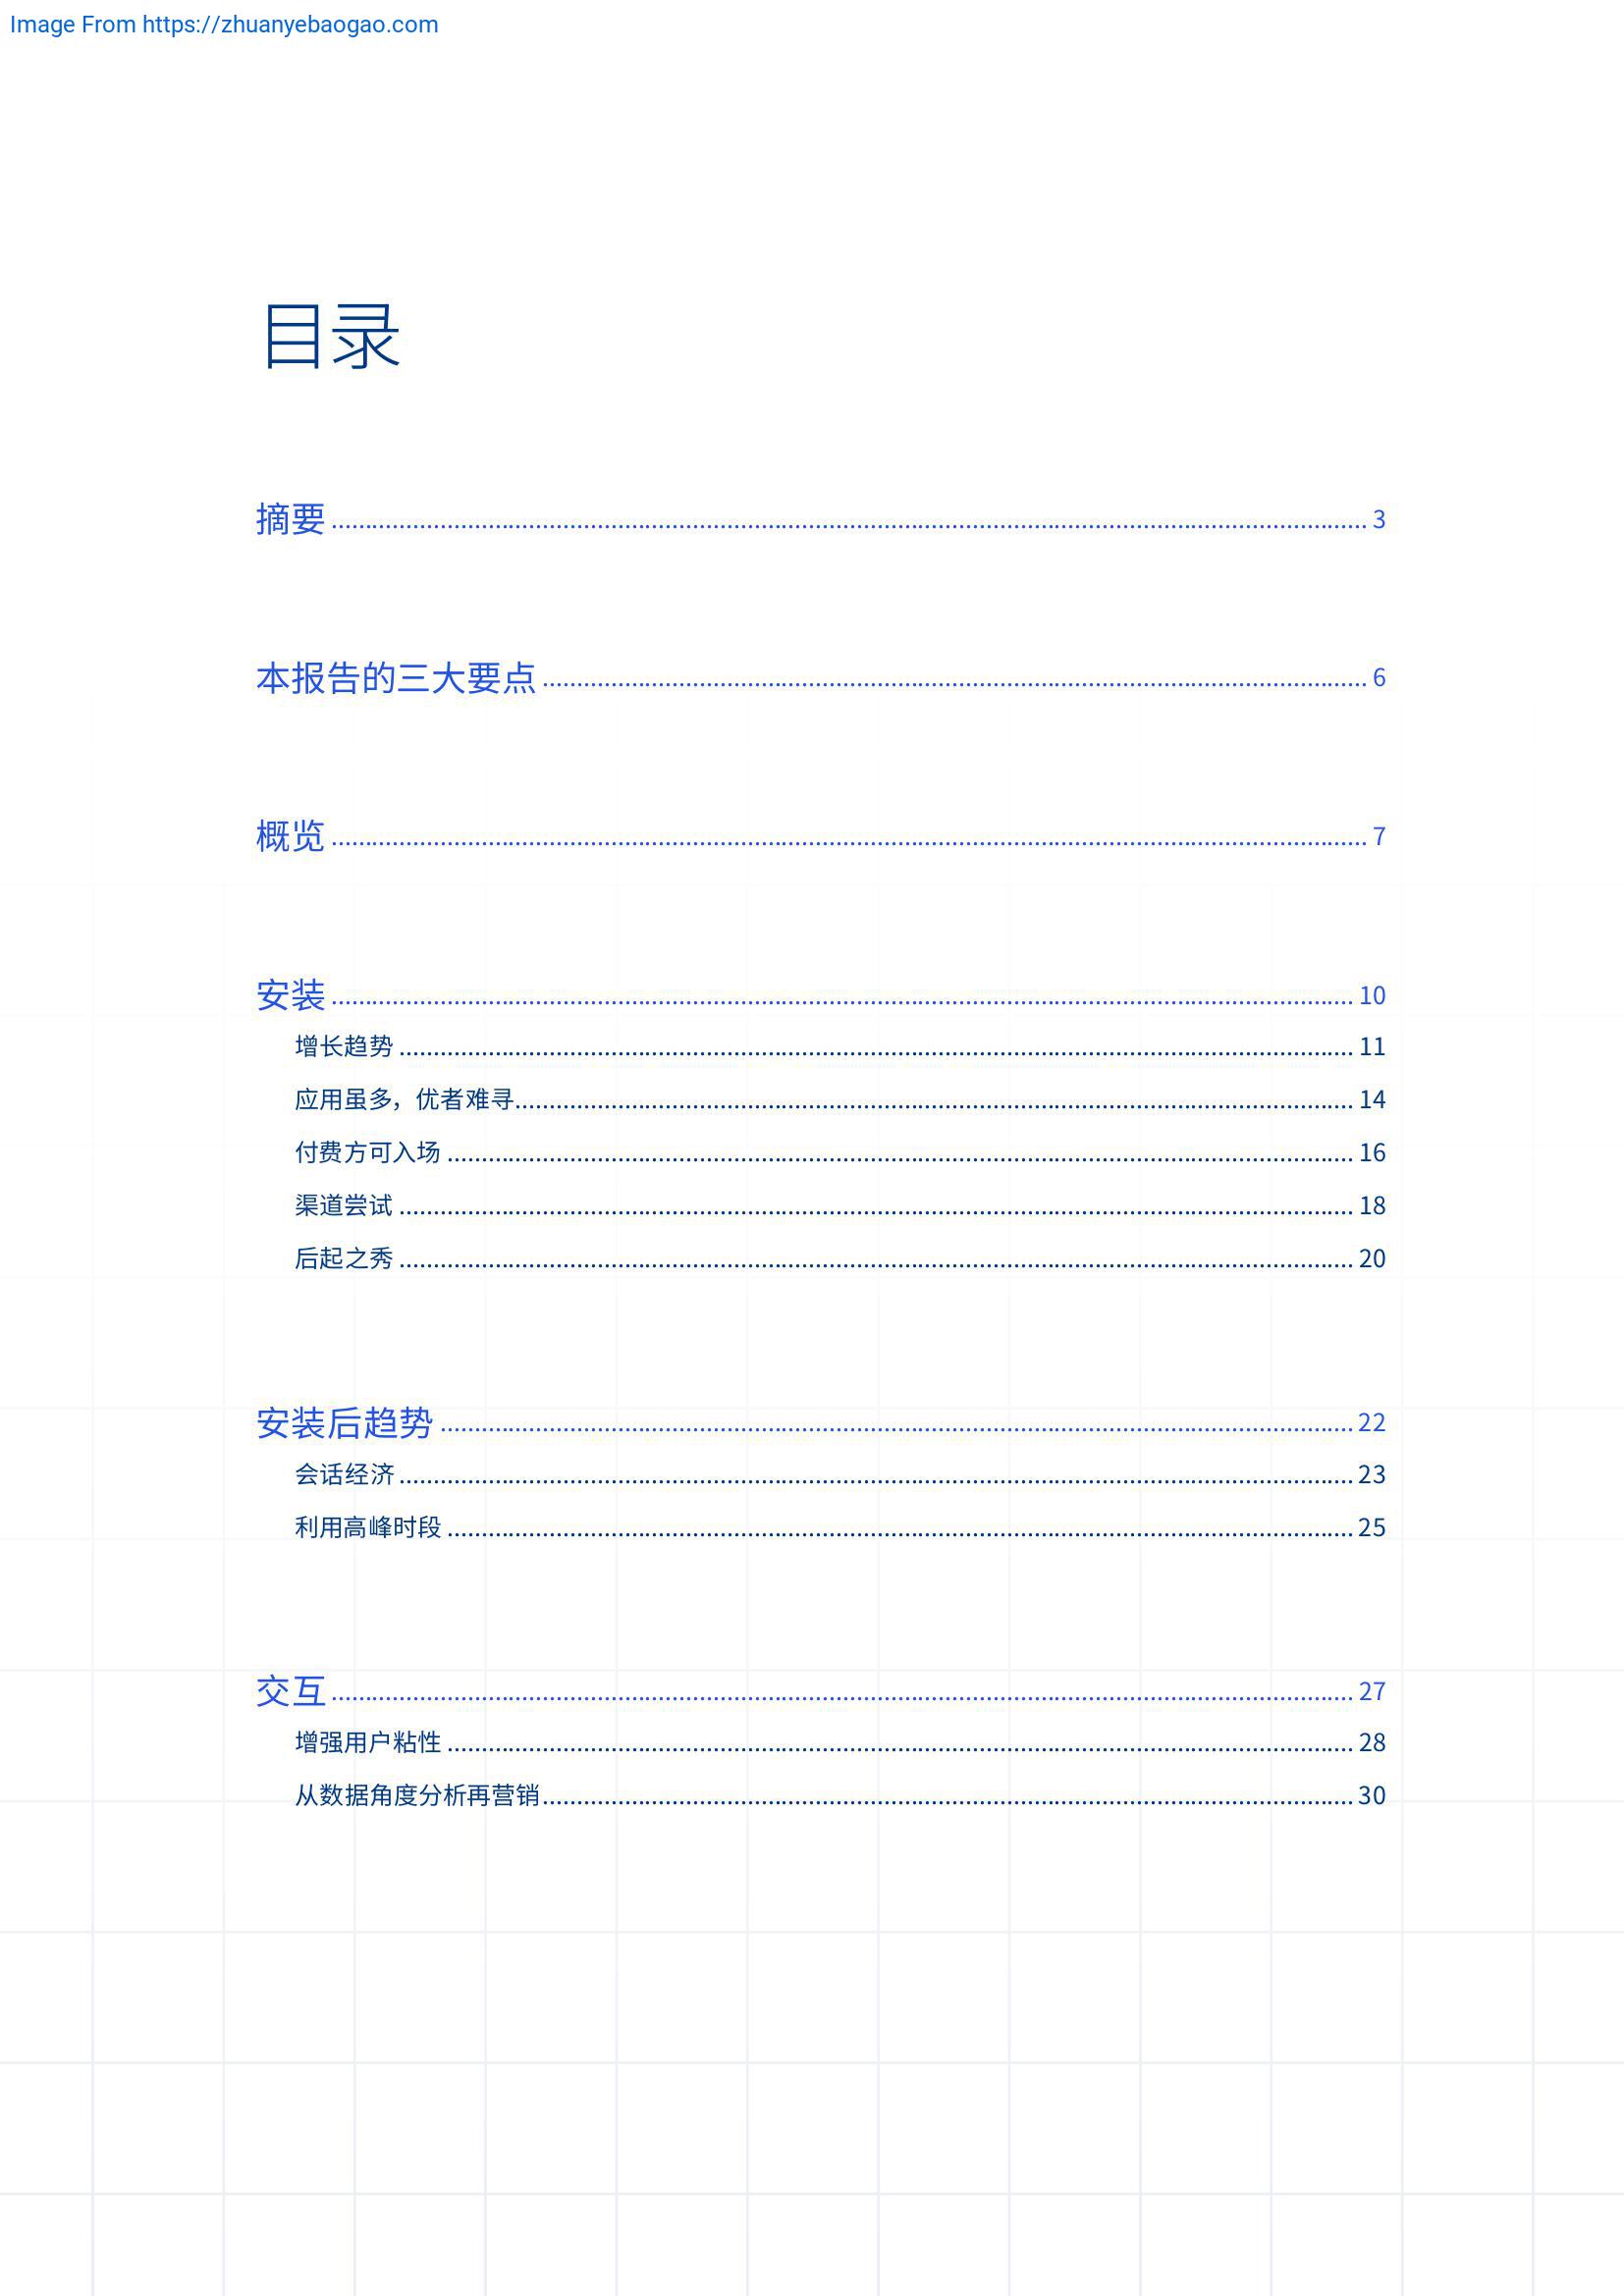 Image From https://zhuanyebaogao.com
目录
摘要 3
本报告的三大要点 6
概览 7
安装 10
增长趋势 11
应用虽多，优者难寻 14
付费方可入场 16
渠道尝试 18
后起之秀 20
安装后趋势 22
会话经济 23
利用高峰时段 25
交互 27
增强用户粘性 28
从数据角度分析再营销 30